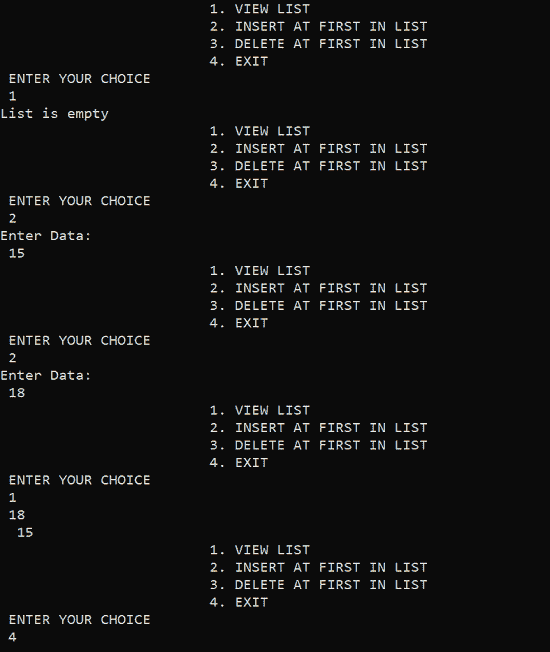 1. VIEW LIST
2. INSERT AT FIRST IN LIST
3. DELETE AT FIRST IN LIST
4. EXIT
ENTER YOUR CHOICE
1
List is empty
1. VIEW LIST
2. INSERT AT FIRST IN LIST
3. DELETE AT FIRST IN LIST
4. EXIT
ENTER YOUR CHOICE
2
Enter Data:
15
1. VIEW LIST
2. INSERT AT FIRST IN LIST
3. DELETE AT FIRST IN LIST
4. EXIT
ENTER YOUR CHOICE
2
Enter Data:
18
1. VIEW LIST
2. INSERT AT FIRST IN LIST
3. DELETE AT FIRST IN LIST
4. EXIT
ENTER YOUR CHOICE
1
18
15
1. VIEW LIST
2. INSERT AT FIRST IN LIST
3. DELETE AT FIRST IN LIST
4. EXIT
ENTER YOUR CHOICE
4